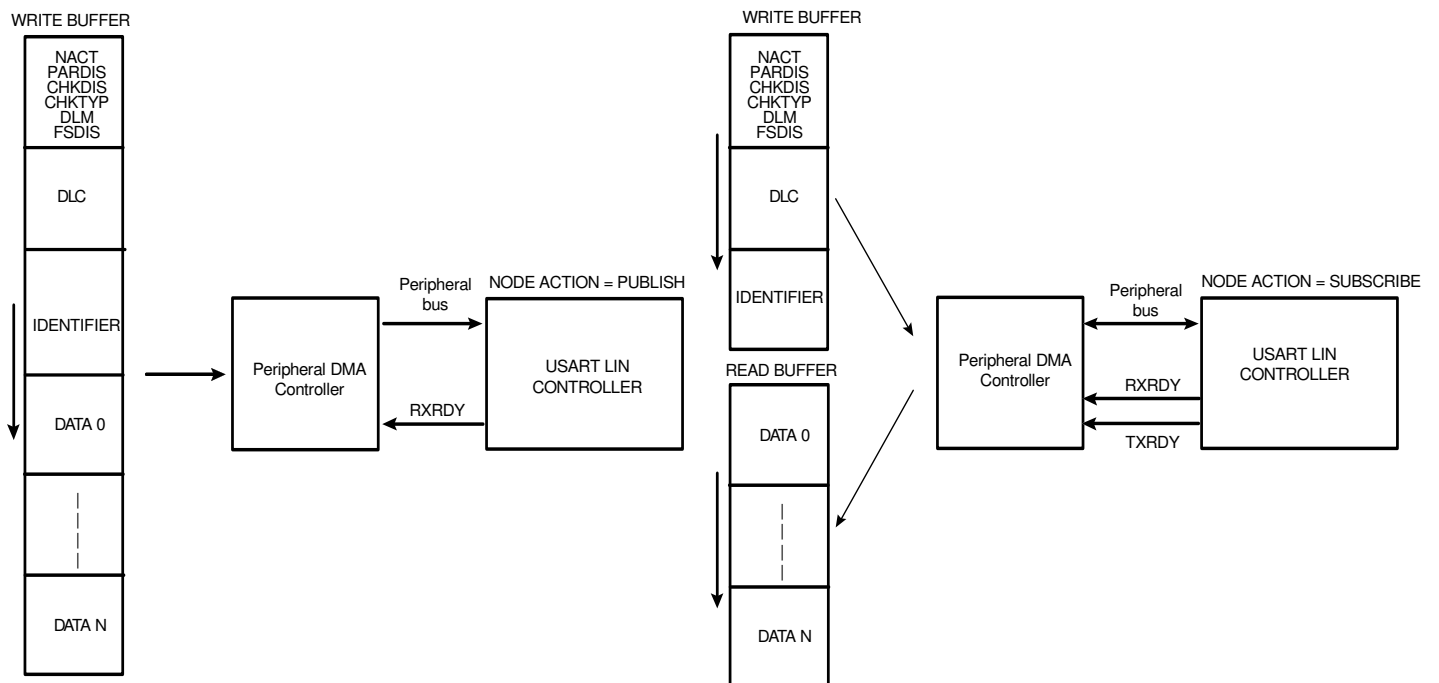 WRITE BUFFER
NACT
PARDIS
CHKDIS
CHKTYP
DLM
FSDIS
DLC
IDENTIFIER
DATA 0
DATA N
Peripheral DMA
Controller
Peripheral
bus
RXRDY
NODE ACTION = PUBLISH
USART LIN
CONTROLLER
WRITE BUFFER
NACT
PARDIS
CHKDIS
CHKTYP
DLM
FSDIS
DLC
IDENTIFIER
READ BUFFER
DATA 0
DATA N
Peripheral DMA
Controller
Peripheral
bus
RXRDY
TXRDY
NODE ACTION = SUBSCRIBE
USART LIN
CONTROLLER